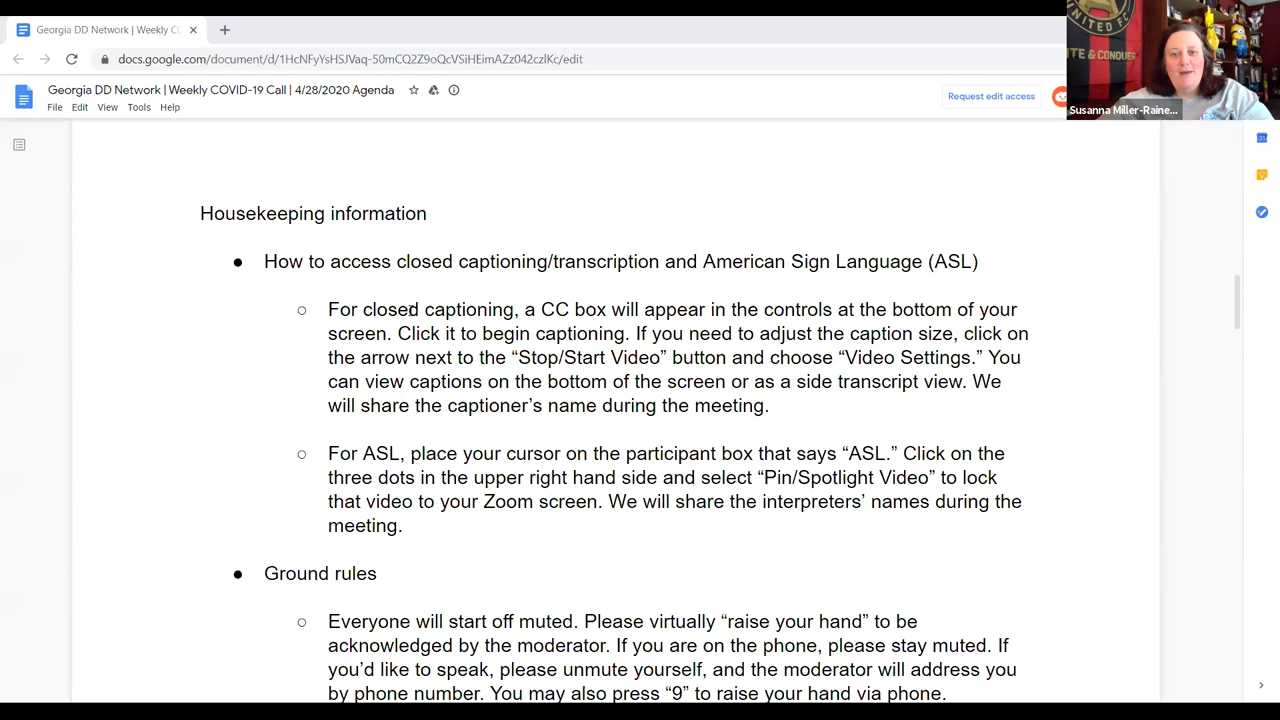 Georgia DD Network | Weekly CO
Request edit access
Georgia DD Network | Weekly COVID-19 Call | 4/28/2020 Agenda
File Edit View Tools Help
UNITED FC
TE & CONQUER
Susanna Miller-Raine...
Housekeeping information
● How to access closed captioning/transcription and American Sign Language (ASL)
○ For closed captioning, a CC box will appear in the controls at the bottom of your
screen. Click it to begin captioning. If you need to adjust the caption size, click on
the arrow next to the “Stop/Start Video” button and choose “Video Settings.” You
can view captions on the bottom of the screen or as a side transcript view. We
will share the captioner’s name during the meeting.
○ For ASL, place your cursor on the participant box that says “ASL.” Click on the
three dots in the upper right hand side and select “Pin/Spotlight Video” to lock
that video to your Zoom screen. We will share the interpreters’ names during the
meeting.
● Ground rules
○ Everyone will start off muted. Please virtually “raise your hand” to be
acknowledged by the moderator. If you are on the phone, please stay muted. If
you’d like to speak, please unmute yourself, and the moderator will address you
by phone number. You may also press “9” to raise your hand via phone.